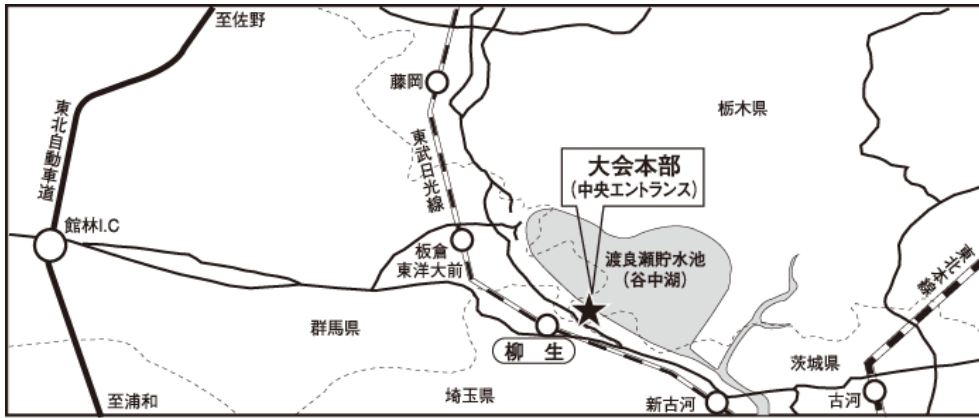 至佐野
藤岡
栃木県
東北自動車道
東武日光線
大会本部
(中央エントランス)
館林I.C
板倉
東洋大前
渡良瀬貯水池
(谷中湖)
東北本線
群馬県
柳生
茨城県
埼玉県
至浦和
新古河
古河